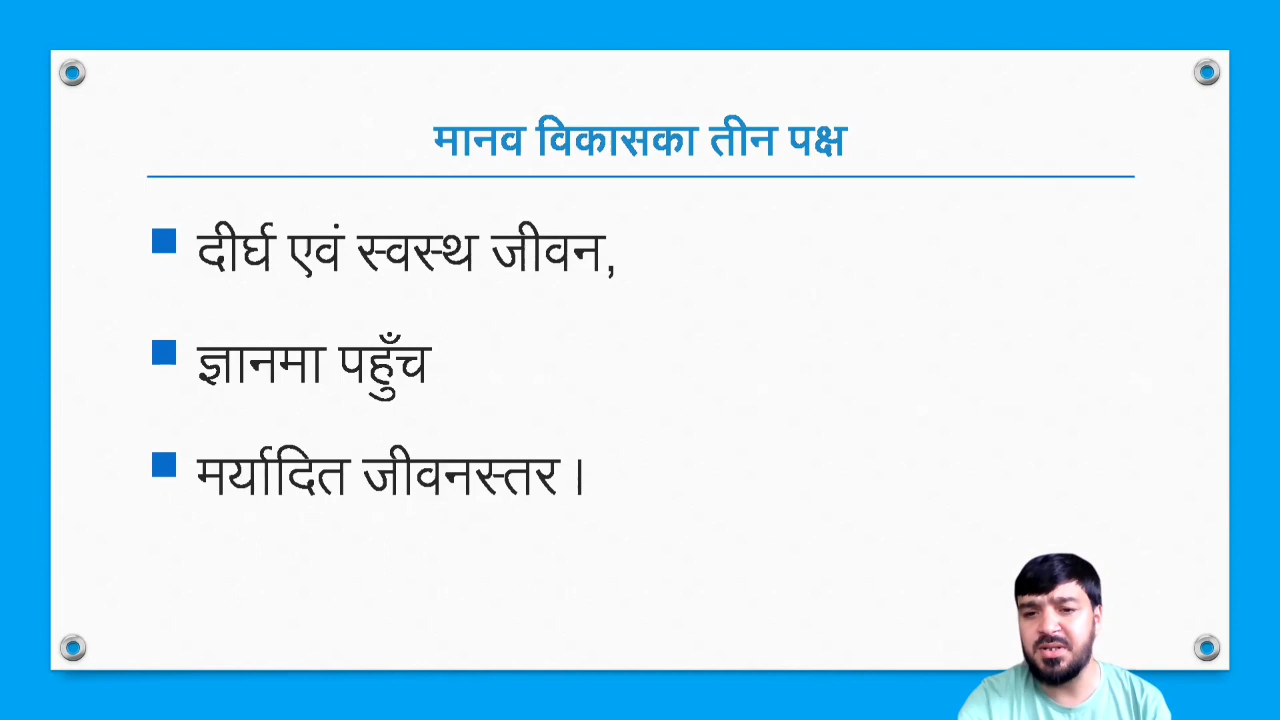 मानव विकासका तीन पक्ष
दीर्घ एवं स्वस्थ जीवन,
ज्ञानमा पहुँच
मर्यादित जीवनस्तर ।